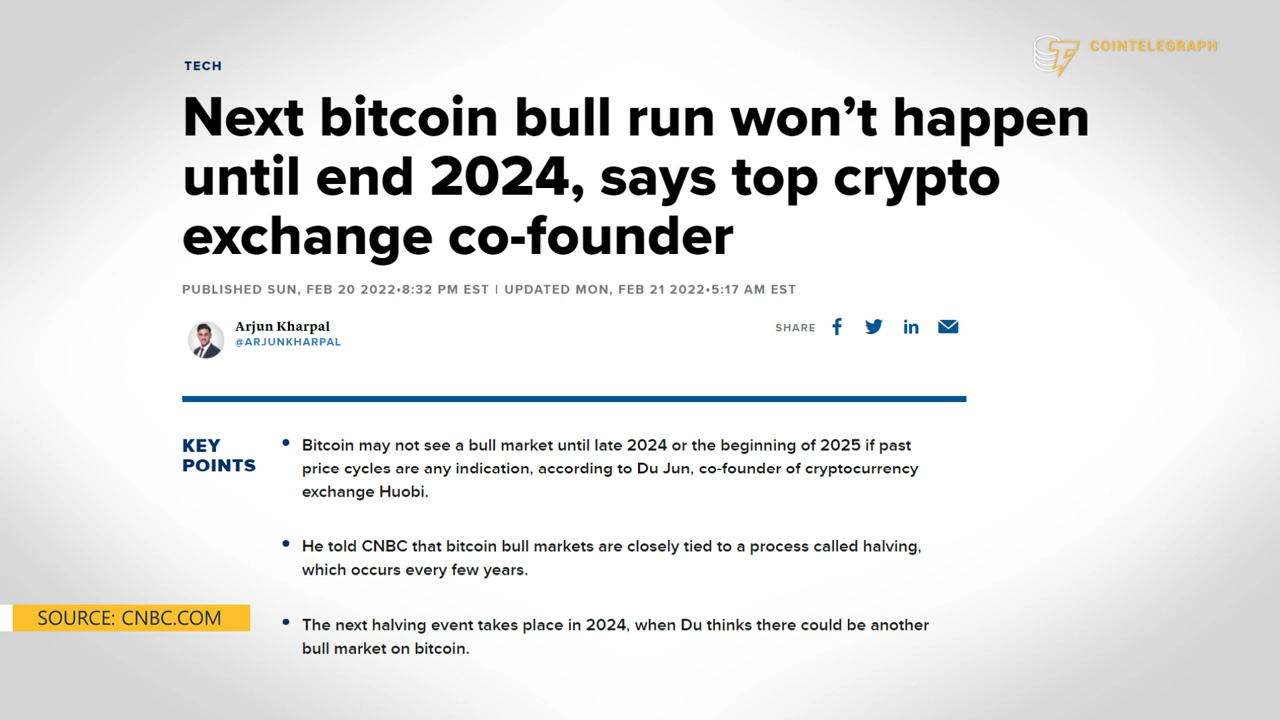 COINTELEGRAPH
TECH
Next bitcoin bull run won’t happen
until end 2024, says top crypto
exchange co-founder
PUBLISHED SUN, FEB 20 2022•8:32 PM EST | UPDATED MON, FEB 21 2022•5:17 AM EST
Arjun Kharpal
@ARJUNKHARPAL
SHARE
KEY
POINTS
• Bitcoin may not see a bull market until late 2024 or the beginning of 2025 if past
price cycles are any indication, according to Du Jun, co-founder of cryptocurrency
exchange Huobi.
• He told CNBC that bitcoin bull markets are closely tied to a process called halving,
which occurs every few years.
• The next halving event takes place in 2024, when Du thinks there could be another
bull market on bitcoin.
SOURCE: CNBC.COM